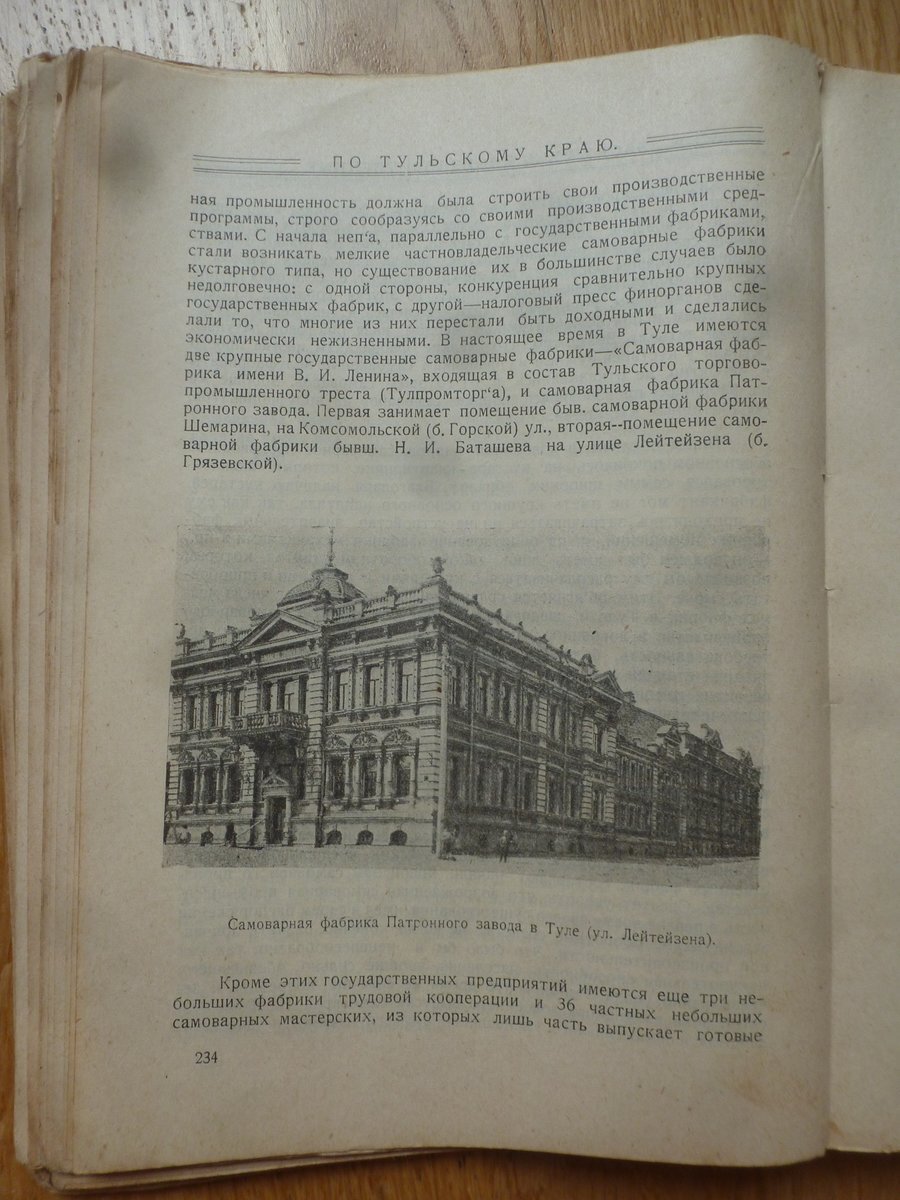 ПО ТУЛЬСКОМУ КРАЮ.
ная промышленность должна была строить свои производственные
программы, строго сообразуясь со своими производственными сред-
ствами. С начала неп‘а, параллельно с государственными фабриками,
стали возникать мелкие частновладельческие самоварные фабрики
кустарного типа, но существование их в большинстве случаев было
недолговечно: с одной стороны, конкуренция сравнительно крупных
государственных фабрик, с другой—налоговый пресс финорганов сде-
лали то, что многие из них перестали быть доходными и сделались
экономически нежизненными. В настоящее время в Туле имеются
две крупные государственные самоварные фабрики—«Самоварная фаб-
рика имени В. И. Ленина», входящая в состав Тульского торгово-
промышленного треста (Тулпромторг‘а), и самоварная фабрика Пат-
ронного завода. Первая занимает помещение быв. самоварной фабрики
Шемарина, на Комсомольской (б. Горской) ул., вторая--помещение само-
варной фабрики бывш. Н. И. Баташева на улице Лейтейзена (б.
Грязевской).
Самоварная фабрика Патронного завода в Туле (ул. Лейтейзена).
Кроме этих государственных предприятий имеются еще три не-
больших фабрики трудовой кооперации и 36 частных небольших
самоварных мастерских, из которых лишь часть выпускает готовые
234